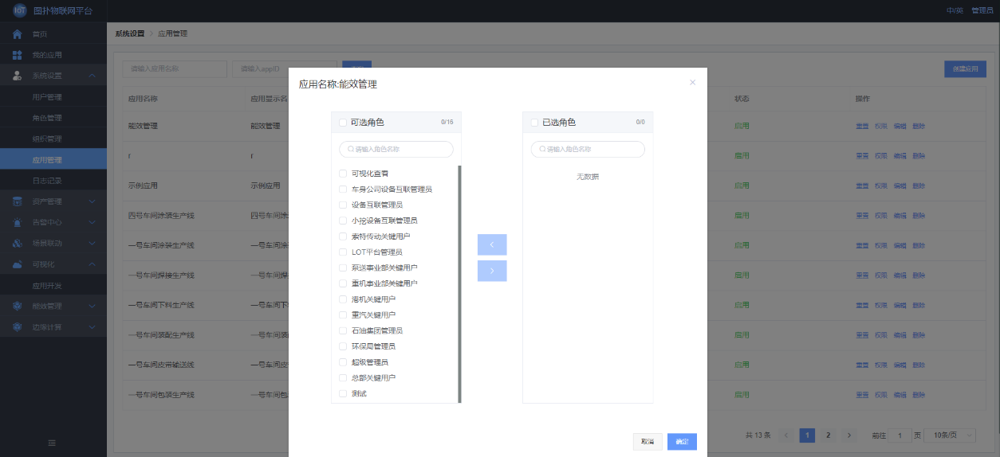 IOT 图扑物联网平台
中/英 管理员
首页
我的应用
系统设置
用户管理
角色管理
组织管理
应用管理
日志记录
资产管理
告警中心
场景联动
可视化
应用开发
能效管理
边缘计算
系统设置 > 应用管理
请输入应用名称 请输入appID 创建应用
应用名称 应用显示名 状态 操作
能效管理 能效管理 启用 重置 权限 编辑 删除
r r 启用 重置 权限 编辑 删除
示例应用 示例应用 启用 重置 权限 编辑 删除
四号车间涂装生产线 四号车间涂 启用 重置 权限 编辑 删除
一号车间涂装生产线 一号车间涂 启用 重置 权限 编辑 删除
一号车间焊接生产线 一号车间焊 启用 重置 权限 编辑 删除
一号车间下料生产线 一号车间下 启用 重置 权限 编辑 删除
一号车间装配生产线 一号车间装 启用 重置 权限 编辑 删除
一号车间皮带输送线 一号车间皮 启用 重置 权限 编辑 删除
一号车间包装生产线 一号车间包 启用 重置 权限 编辑 删除
共 13 条 < 1 2 > 前往 1 页 10条/页
应用名称:能效管理
可选角色 0/16
请输入角色名称
可视化查看
车身公司设备互联管理员
设备互联管理员
小挖设备互联管理员
索特传动关键用户
LOT平台管理员
泵送事业部关键用户
重机事业部关键用户
港机关键用户
重汽关键用户
石油集团管理员
环保局管理员
超级管理员
总部关键用户
测试
已选角色 0/0
请输入角色名称
无数据
取消 确定